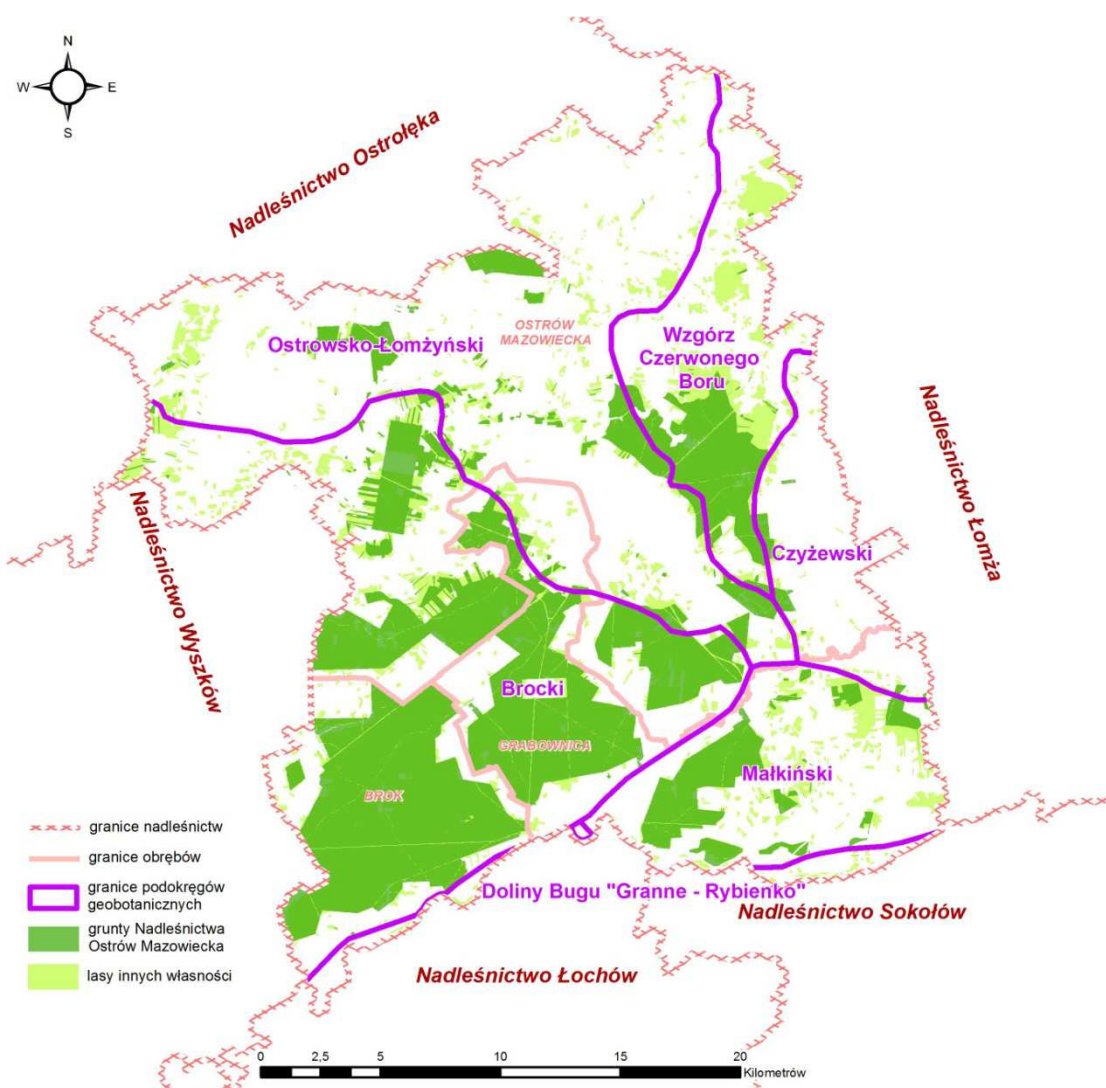 N
W E
S
Nadleśnictwo Ostrołęka
OSTRÓW
MAZOWIECKA
Ostrowsko-Łomżyński
Wzgórz
Czerwonego
Boru
Nadleśnictwo Łomża
Nadleśnictwo Wyszków
Czyżewski
Brocki
GRABOWNICA
Małkiński
BROK
Doliny Bugu "Granne - Rybienko"
Nadleśnictwo Sokołów
Nadleśnictwo Łochów
granice nadleśnictw
granice obrębów
granice podokręgów
geobotanicznych
grunty Nadleśnictwa
Ostrów Mazowiecka
lasy innych własności
0 2,5 5 10 15 20
Kilometrów